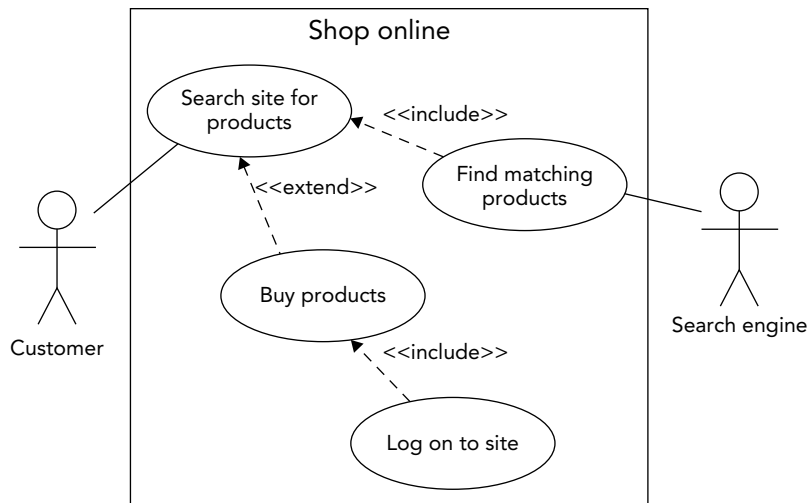 Shop online
Search site for
products
<<include>>
Find matching
products
<<extend>>
Buy products
<<include>>
Log on to site
Customer
Search engine